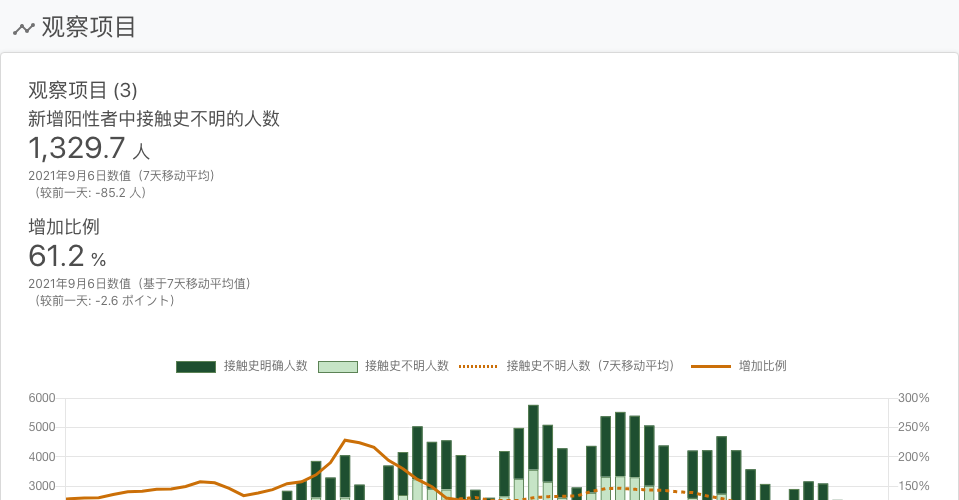 观察项目
观察项目 (3)
新增阳性者中接触史不明的人数
1,329.7 人
2021年9月6日数值（7天移动平均）
（较前一天: -85.2 人）
增加比例
61.2 %
2021年9月6日数值（基于7天移动平均值）
（较前一天: -2.6 ポイント）
接触史明确人数 接触史不明人数 接触史不明人数（7天移动平均） 增加比例
6000 300%
5000 250%
4000 200%
3000 150%